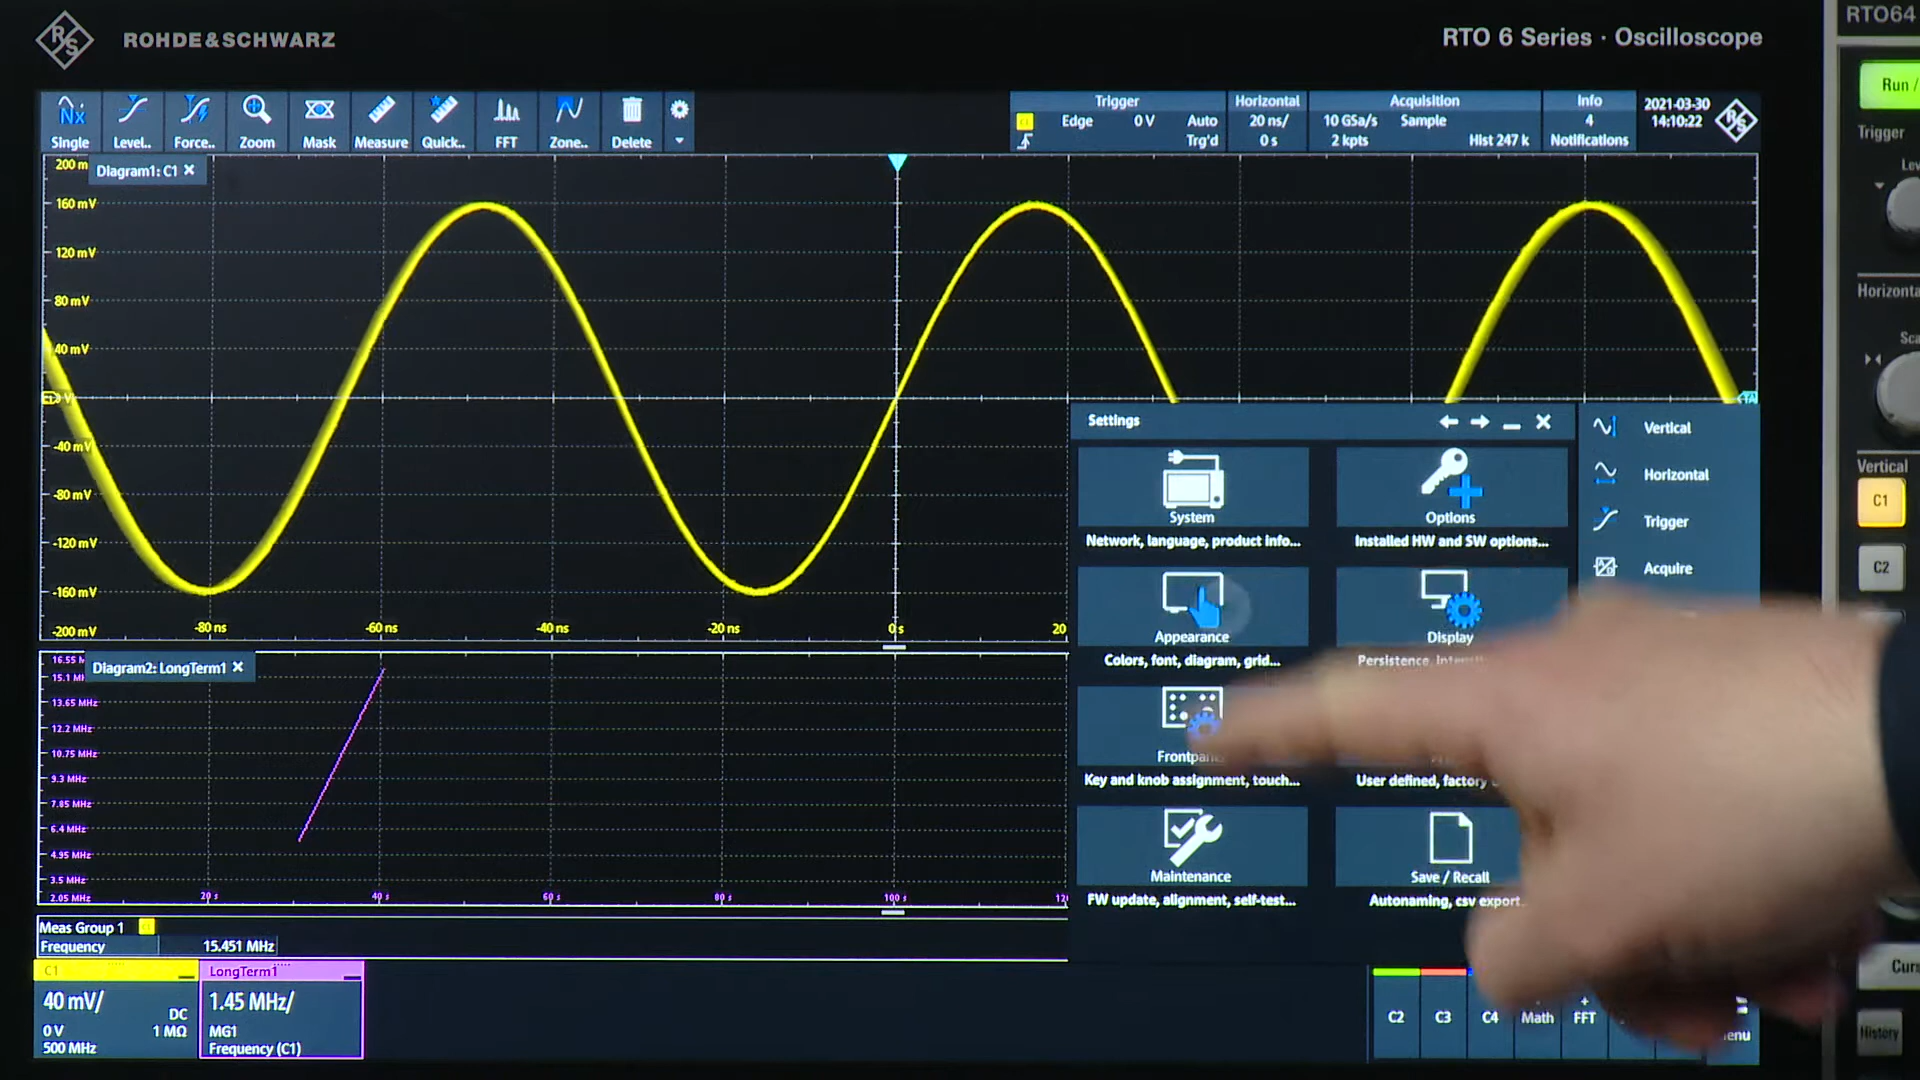 ROHDE & SCHWARZ
RTO 6 Series · Oscilloscope
RTO64
Run /
Single
Level..
Force..
Zoom
Mask
Measure
Quick..
FFT
Zone..
Delete
Trigger
Edge 0 V Auto
Trg'd
Horizontal
20 ns/
0 s
Acquisition
10 GSa/s Sample
2 kpts Hist 247 k
Info
4
Notifications
2021-03-30
14:10:22
Trigger
Horizonta
Vertical
C1
C2
Curs
History
Diagram1: C1
200 m
160 mV
120 mV
80 mV
40 mV
-40 mV
-80 mV
-120 mV
-160 mV
-200 mV
-80 ns
-60 ns
-40 ns
-20 ns
0 s
20
Diagram2: LongTerm1
15.1
13.65 MHz
12.2 MHz
10.75 MHz
9.3 MHz
7.85 MHz
6.4 MHz
4.95 MHz
3.5 MHz
2.05 MHz
20 s
40 s
60 s
80 s
100 s
Settings
System
Network, language, product info...
Options
Installed HW and SW options...
Appearance
Colors, font, diagram, grid...
Display
Persistence,
Key and knob assignment, touch...
User defined, factory
Maintenance
FW update, alignment, self-test...
Save / Recall
Autonaming, csv export
Vertical
Horizontal
Trigger
Acquire
Meas Group 1
Frequency 15.451 MHz
C1
40 mV/
DC
0 V 1 MΩ
500 MHz
LongTerm1
1.45 MHz/
MG1
Frequency (C1)
C2
C3
C4
Math
FFT
enu